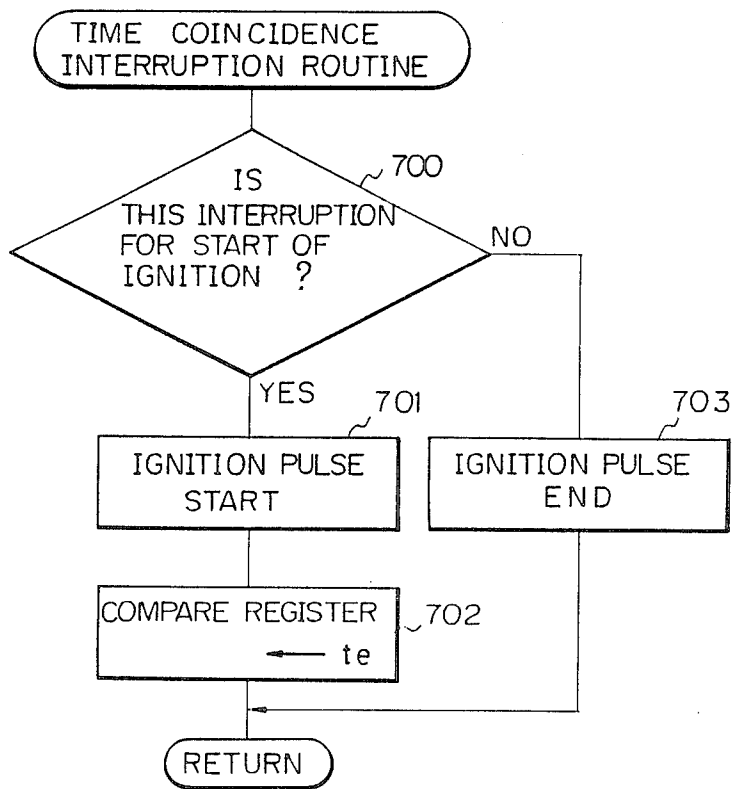 TIME COINCIDENCE
INTERRUPTION ROUTINE
700
IS
THIS INTERRUPTION
FOR START OF
IGNITION ?
NO
YES
701
IGNITION PULSE
START
703
IGNITION PULSE
END
COMPARE REGISTER
← te
702
RETURN